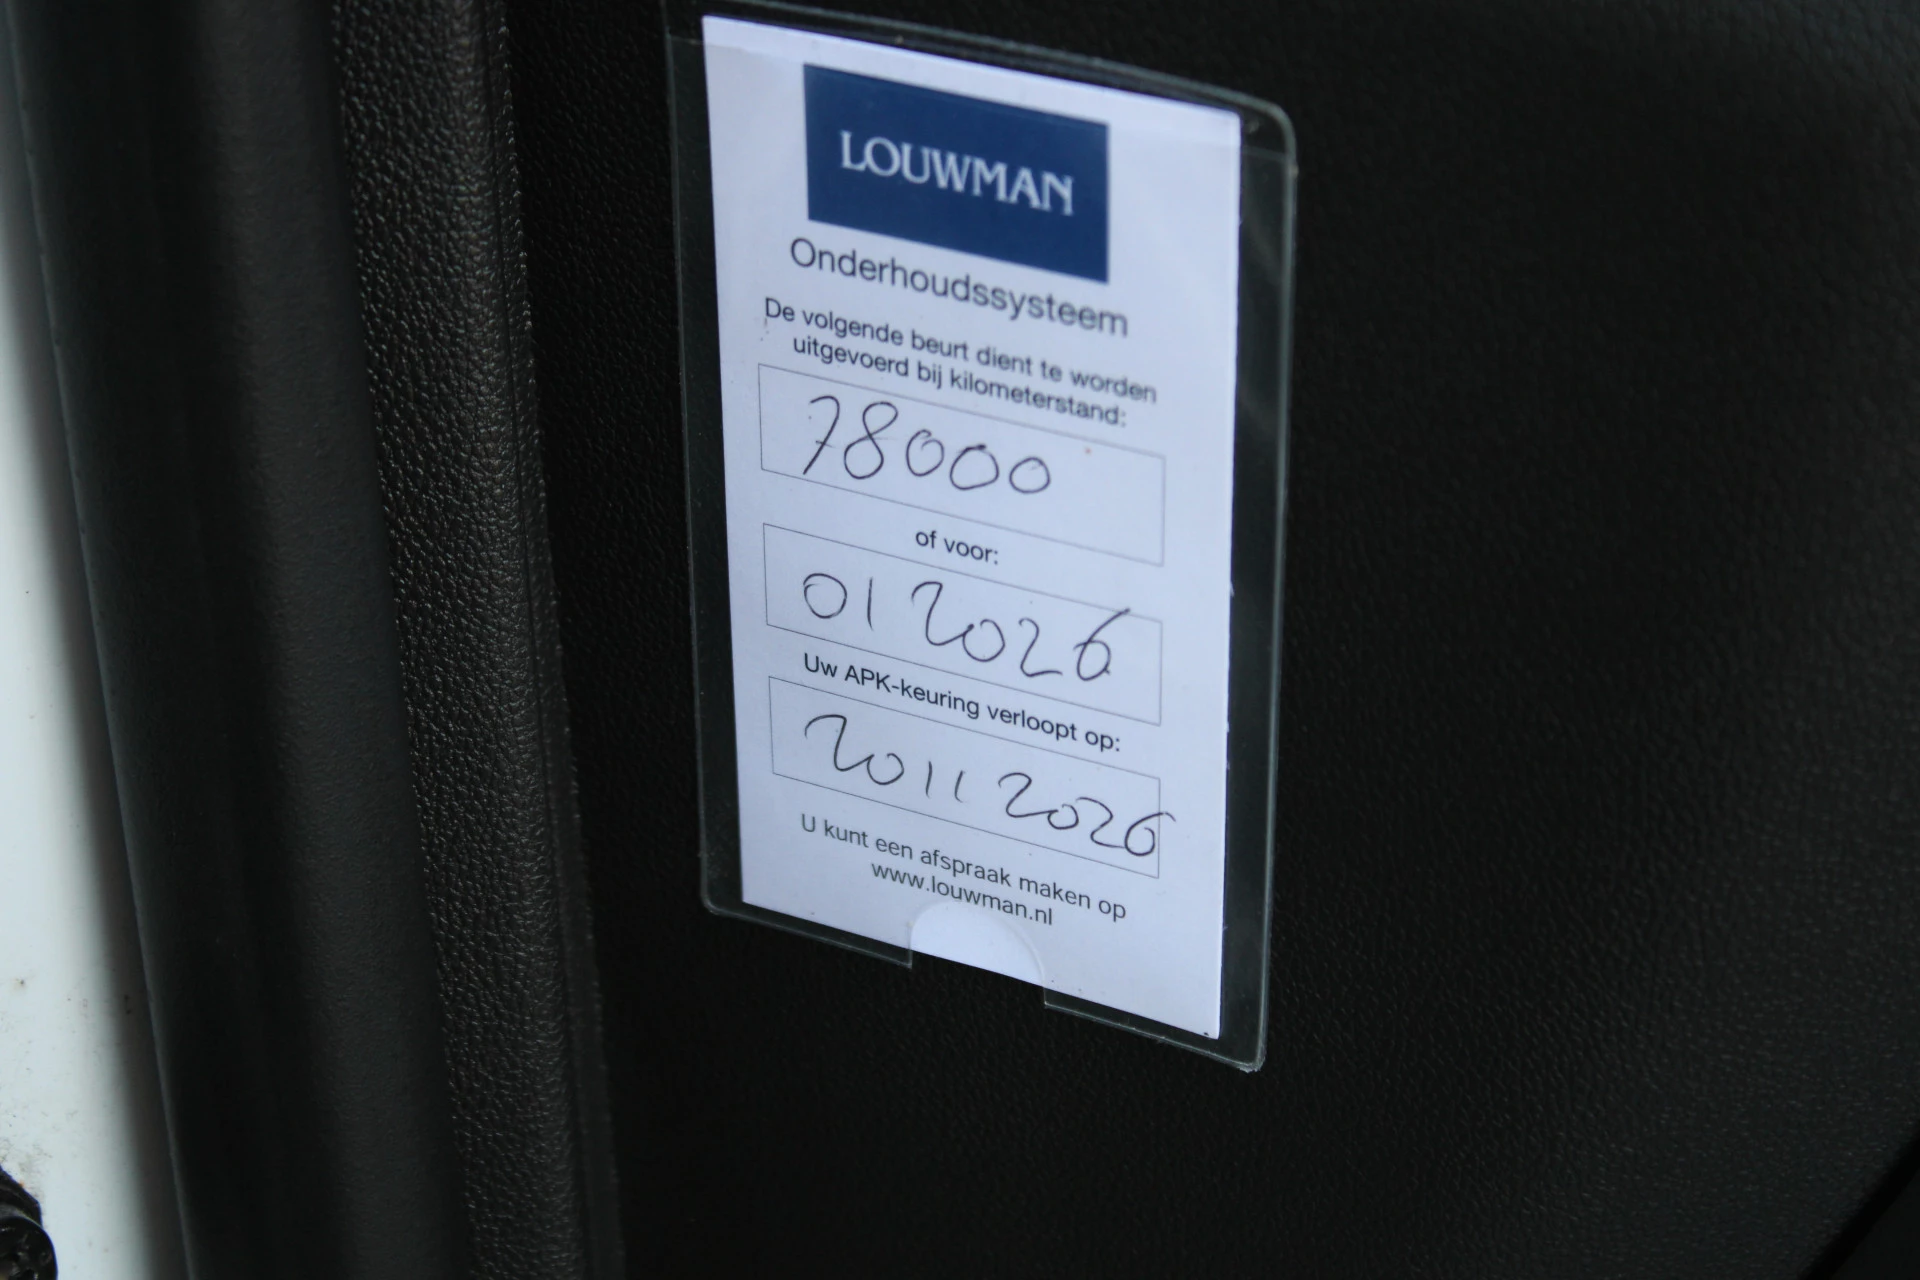 LOUWMAN
Onderhoudssysteem
De volgende beurt dient te worden
uitgevoerd bij kilometerstand:
78000
of voor:
01 2026
Uw APK-keuring verloopt op:
20 11 2026
U kunt een afspraak maken op
www.louwman.nl